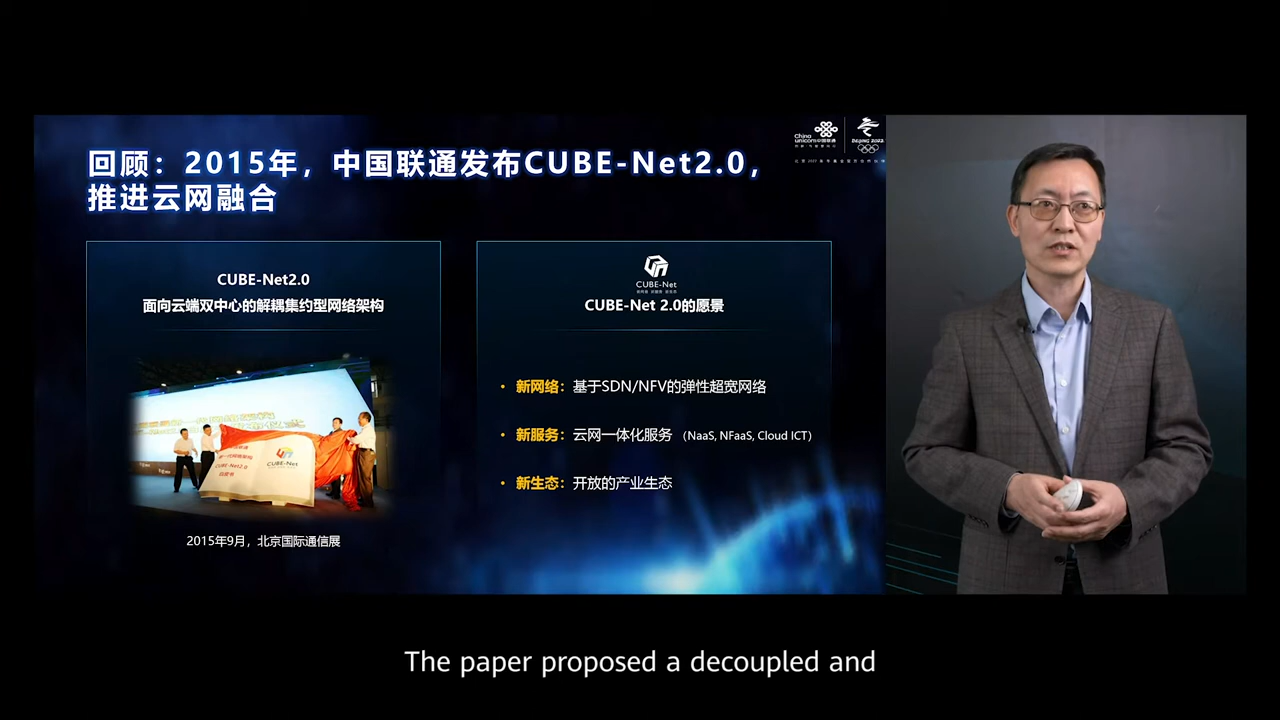 回顾：2015年，中国联通发布CUBE-Net2.0，
推进云网融合
China
unicom中国联通
BEIJING 2022
CUBE-Net2.0
面向云端双中心的解耦集约型网络架构
CUBE-Net
CUBE-Net2.0
CUBE-Net
2015年9月，北京国际通信展
CUBE-Net 2.0的愿景
• 新网络：基于SDN/NFV的弹性超宽网络
• 新服务：云网一体化服务 （NaaS, NFaaS, Cloud ICT）
• 新生态：开放的产业生态
The paper proposed a decoupled and